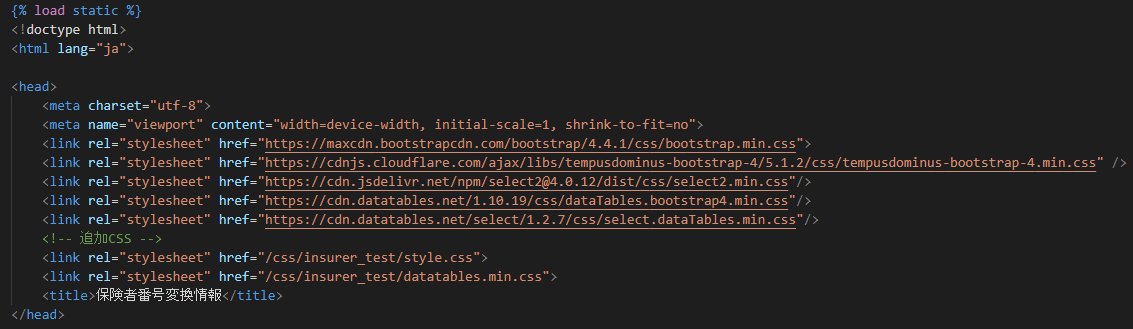 {% load static %}
<!doctype html>
<html lang="ja">
<head>
<meta charset="utf-8">
<meta name="viewport" content="width=device-width, initial-scale=1, shrink-to-fit=no">
<link rel="stylesheet" href="https://maxcdn.bootstrapcdn.com/bootstrap/4.4.1/css/bootstrap.min.css">
<link rel="stylesheet" href="https://cdnjs.cloudflare.com/ajax/libs/tempusdominus-bootstrap-4/5.1.2/css/tempusdominus-bootstrap-4.min.css" />
<link rel="stylesheet" href="https://cdn.jsdelivr.net/npm/select2@4.0.12/dist/css/select2.min.css"/>
<link rel="stylesheet" href="https://cdn.datatables.net/1.10.19/css/dataTables.bootstrap4.min.css"/>
<link rel="stylesheet" href="https://cdn.datatables.net/select/1.2.7/css/select.dataTables.min.css"/>
<!-- 追加CSS -->
<link rel="stylesheet" href="/css/insurer_test/style.css">
<link rel="stylesheet" href="/css/insurer_test/datatables.min.css">
<title>保険者番号変換情報</title>
</head>